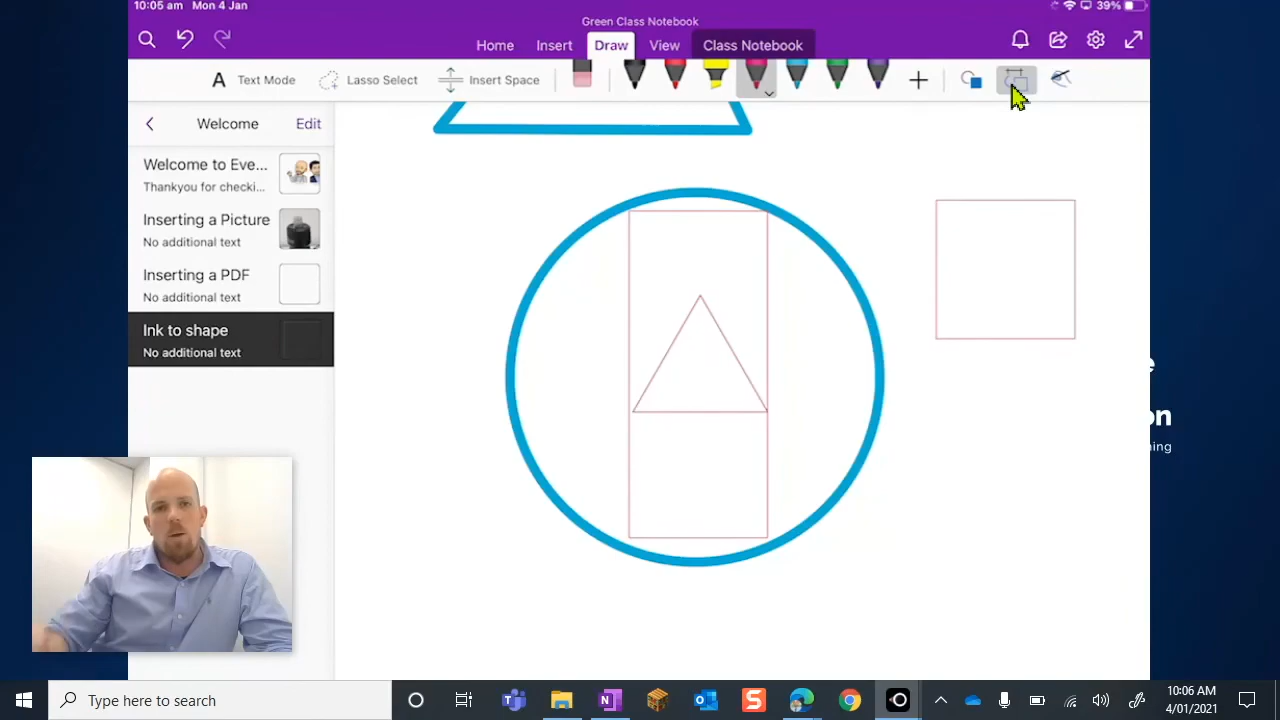 10:05 am Mon 4 Jan
39%
Green Class Notebook
Home Insert Draw View Class Notebook
A Text Mode Lasso Select Insert Space
Welcome Edit
Welcome to Eve...
Thankyou for checki...
Inserting a Picture
No additional text
Inserting a PDF
No additional text
Ink to shape
No additional text
e
on
ning
Type here to search
10:06 AM
4/01/2021